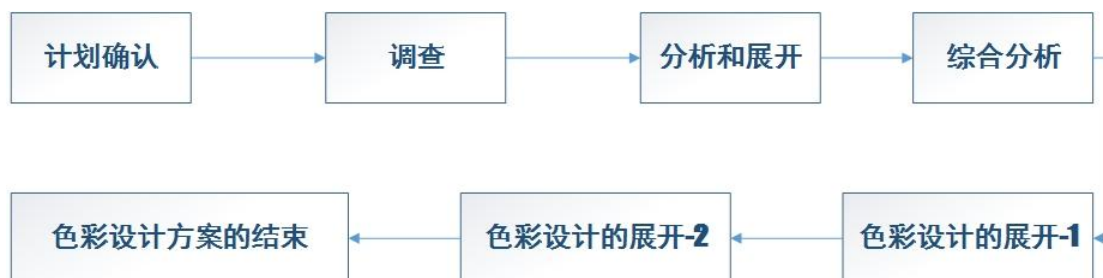 计划确认
调查
分析和展开
综合分析
色彩设计的展开-1
色彩设计的展开-2
色彩设计方案的结束